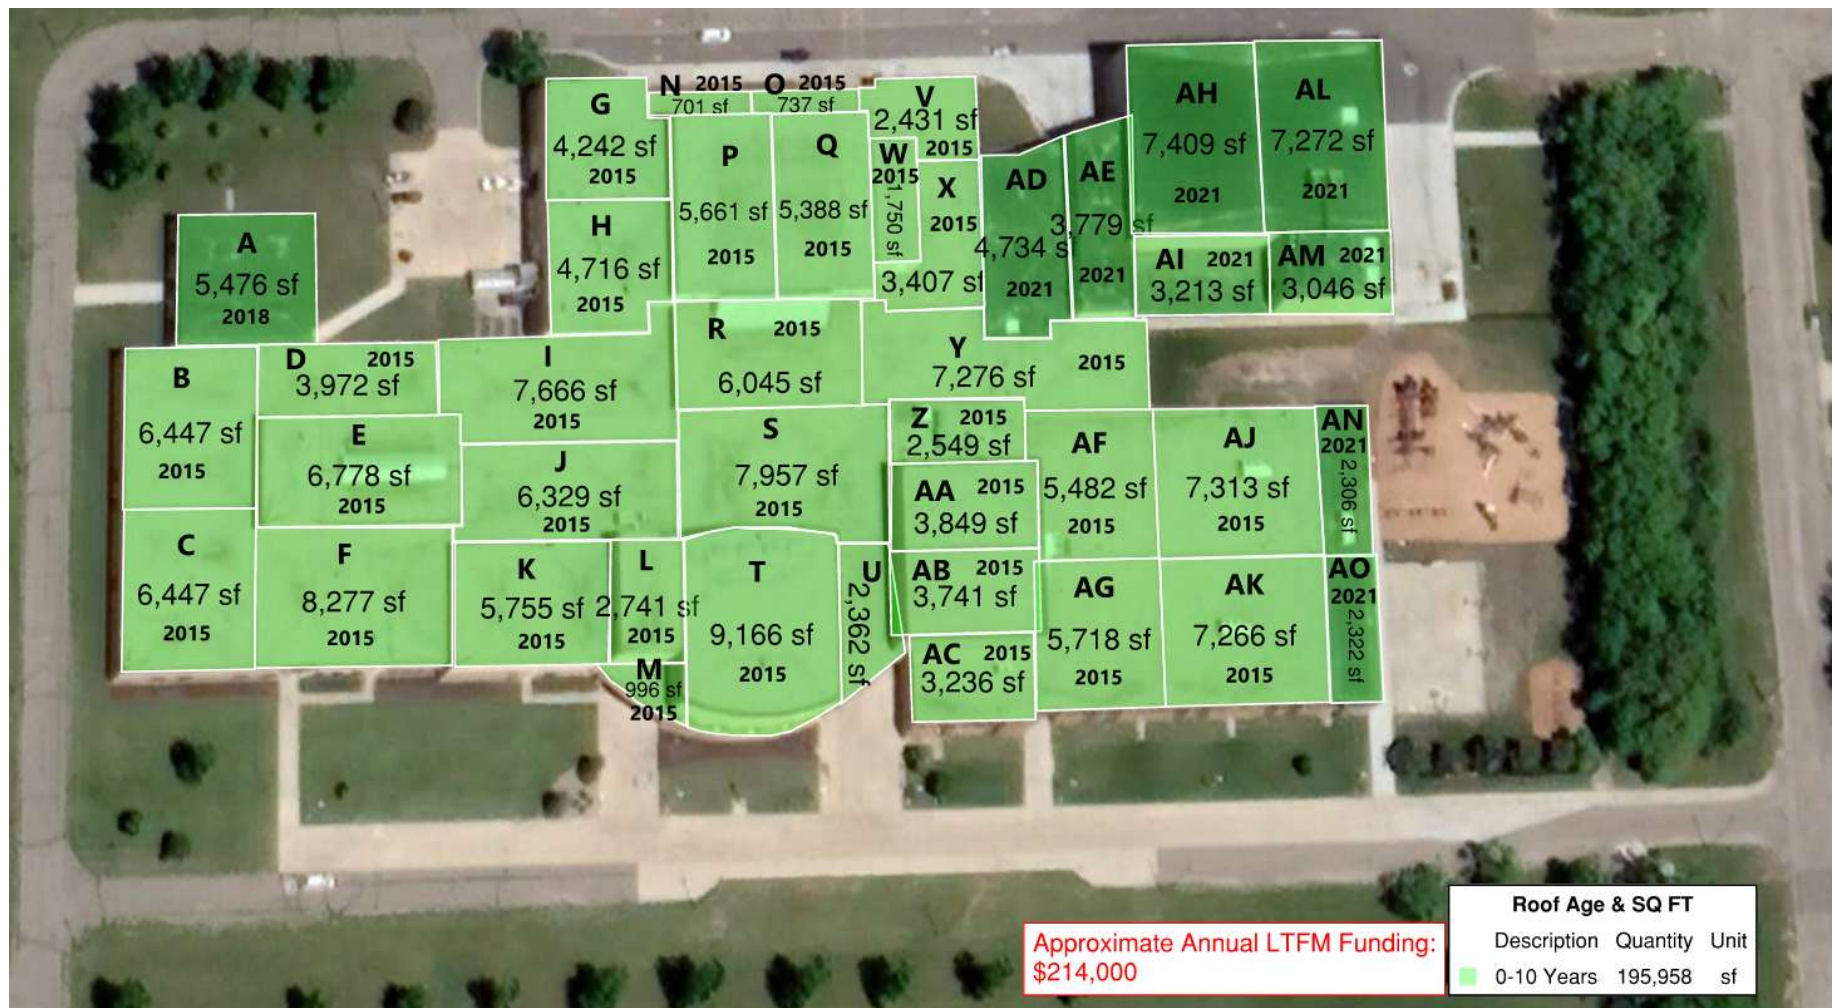 G
4,242 sf
2015
N 2015
701 sf
O 2015
737 sf
V
2,431 sf
2015
AH
7,409 sf
2021
AL
7,272 sf
2021
P
5,661 sf
2015
Q
5,388 sf
2015
W
2015
1,750 sf
X
2015
3,407 sf
AD
4,734 sf
2021
AE
3,779 sf
2021
A
5,476 sf
2018
H
4,716 sf
2015
AI 2021
3,213 sf
AM 2021
3,046 sf
B
6,447 sf
2015
D 2015
3,972 sf
I
7,666 sf
2015
R 2015
6,045 sf
Y
7,276 sf
2015
E
6,778 sf
2015
J
6,329 sf
2015
S
7,957 sf
2015
Z 2015
2,549 sf
AF
5,482 sf
2015
AJ
7,313 sf
2015
AN
2021
2,306 sf
AA 2015
3,849 sf
C
6,447 sf
2015
F
8,277 sf
2015
K
5,755 sf
2015
L
2,741 sf
2015
T
9,166 sf
2015
U
2,362 sf
AB 2015
3,741 sf
AG
5,718 sf
2015
AK
7,266 sf
2015
AO
2021
2,322 sf
M
996 sf
2015
AC 2015
3,236 sf
Approximate Annual LTFM Funding:
$214,000
Roof Age & SQ FT
Description Quantity Unit
0-10 Years 195,958 sf